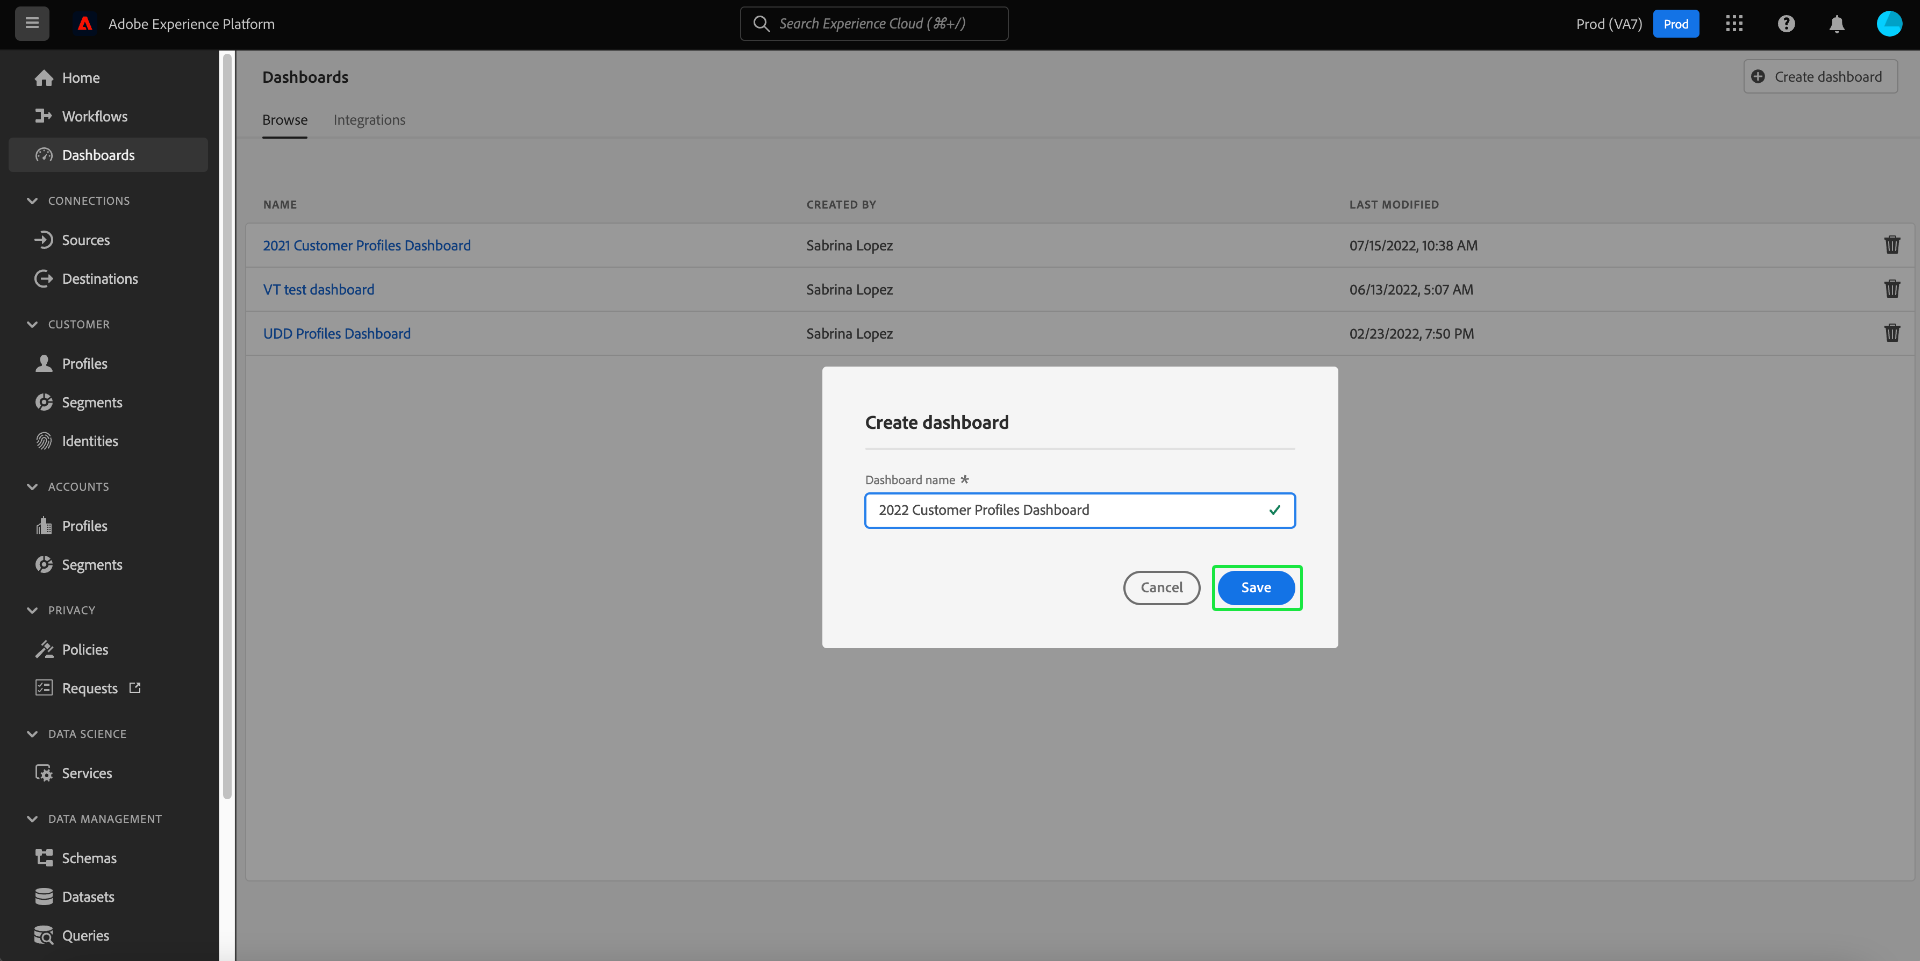 Adobe Experience Platform
Search Experience Cloud (⌘+/)
Prod (VA7)
Prod
Home
Workflows
Dashboards
CONNECTIONS
Sources
Destinations
CUSTOMER
Profiles
Segments
Identities
ACCOUNTS
Profiles
Segments
PRIVACY
Policies
Requests
DATA SCIENCE
Services
DATA MANAGEMENT
Schemas
Datasets
Queries
Dashboards
Create dashboard
Browse Integrations
NAME CREATED BY LAST MODIFIED
2021 Customer Profiles Dashboard Sabrina Lopez 07/15/2022, 10:38 AM
VT test dashboard Sabrina Lopez 06/13/2022, 5:07 AM
UDD Profiles Dashboard Sabrina Lopez 02/23/2022, 7:50 PM
Create dashboard
Dashboard name *
2022 Customer Profiles Dashboard
Cancel Save